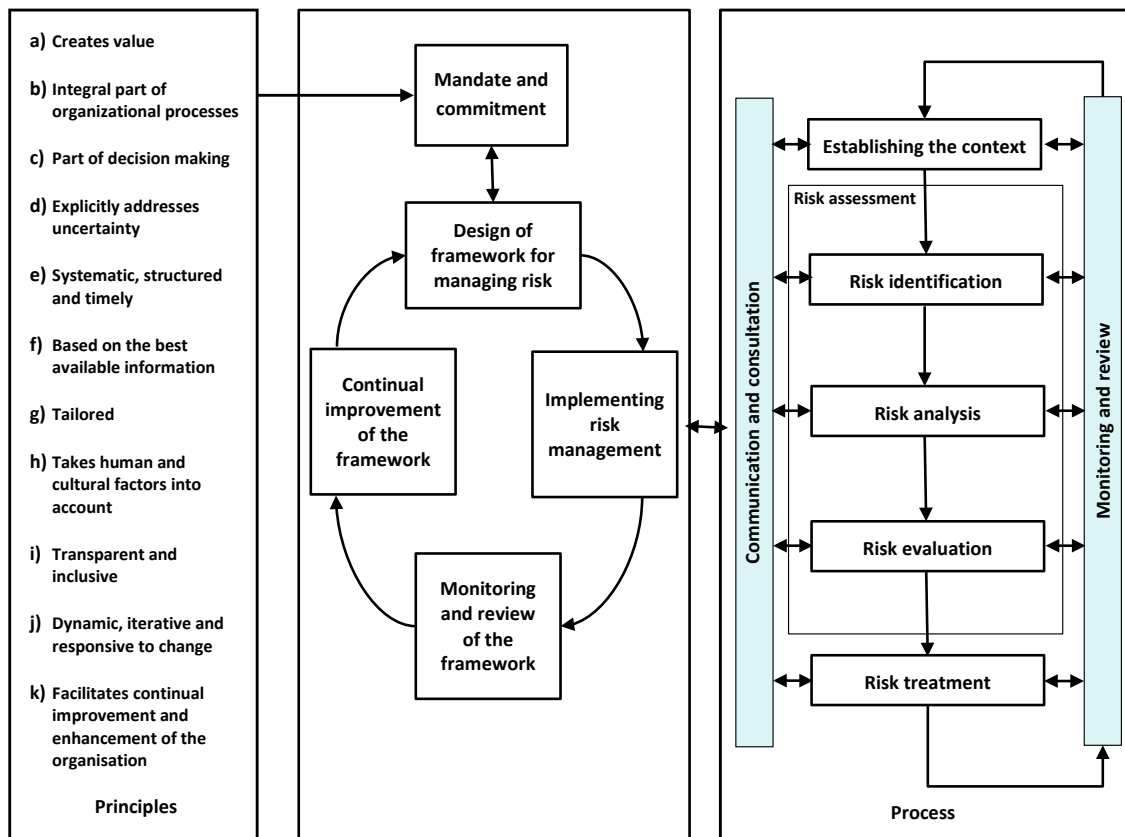 a) Creates value
b) Integral part of
organizational processes
c) Part of decision making
d) Explicitly addresses
uncertainty
e) Systematic, structured
and timely
f) Based on the best
available information
g) Tailored
h) Takes human and
cultural factors into
account
i) Transparent and
inclusive
j) Dynamic, iterative and
responsive to change
k) Facilitates continual
improvement and
enhancement of the
organisation
Principles
Mandate and
commitment
Design of
framework for
managing risk
Continual
improvement
of the
framework
Implementing
risk
management
Monitoring
and review
of the
framework
Communication and consultation
Establishing the context
Risk assessment
Risk identification
Risk analysis
Risk evaluation
Risk treatment
Monitoring and review
Process